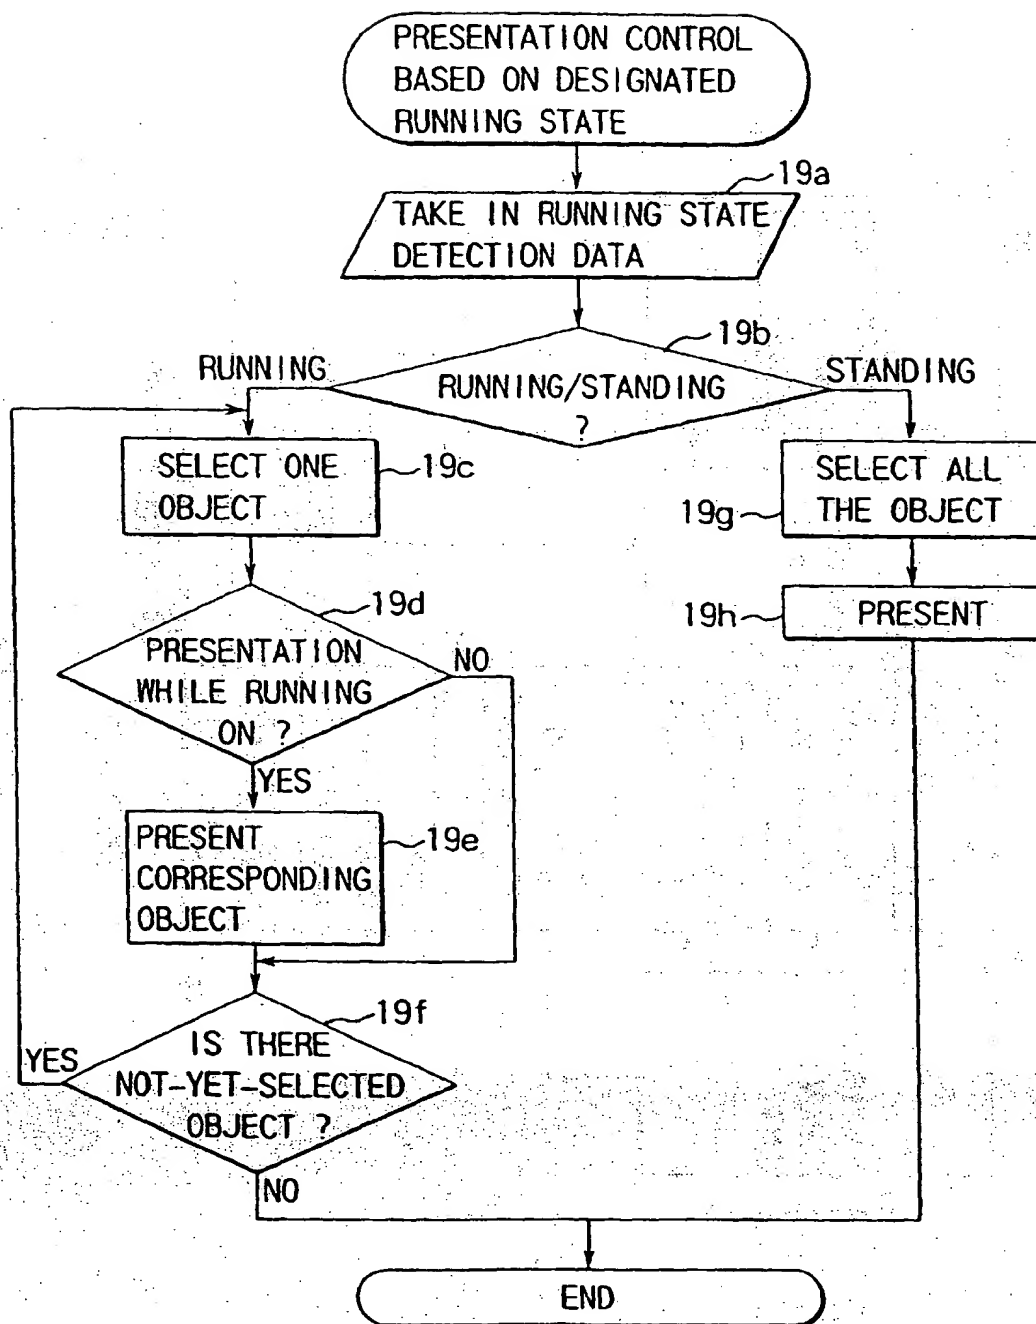 PRESENTATION CONTROL
BASED ON DESIGNATED
RUNNING STATE
19a
TAKE IN RUNNING STATE
DETECTION DATA
19b
RUNNING
RUNNING/STANDING
?
STANDING
SELECT ONE
OBJECT
19c
SELECT ALL
THE OBJECT
19g
19d
PRESENTATION
WHILE RUNNING
ON ?
NO
YES
19h
PRESENT
PRESENT
CORRESPONDING
OBJECT
19e
19f
IS THERE
NOT-YET-SELECTED
OBJECT ?
YES
NO
END